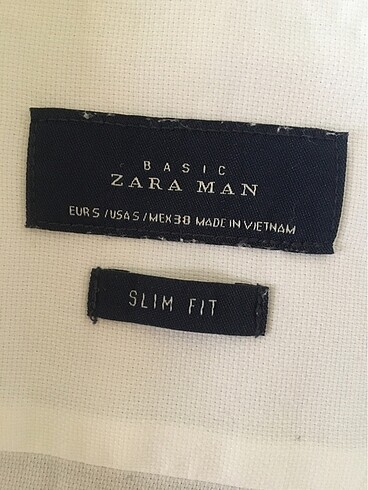 BASIC
ZARA MAN
EUR S / USA S / MEX 38 MADE IN VIETNAM
SLIM FIT